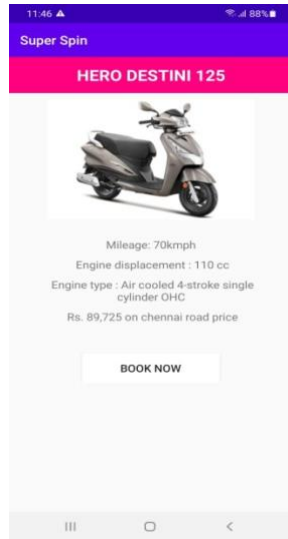 11:46
88%
Super Spin
HERO DESTINI 125
Mileage: 70kmph
Engine displacement : 110 cc
Engine type : Air cooled 4-stroke single
cylinder OHC
Rs. 89,725 on chennai road price
BOOK NOW